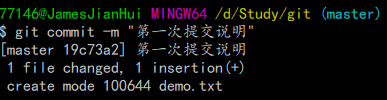 77146@JamesJianHui MINGW64 /d/Study/git (master)
$ git commit -m "第一次提交说明"
[master 19c73a2] 第一次提交说明
 1 file changed, 1 insertion(+)
 create mode 100644 demo.txt